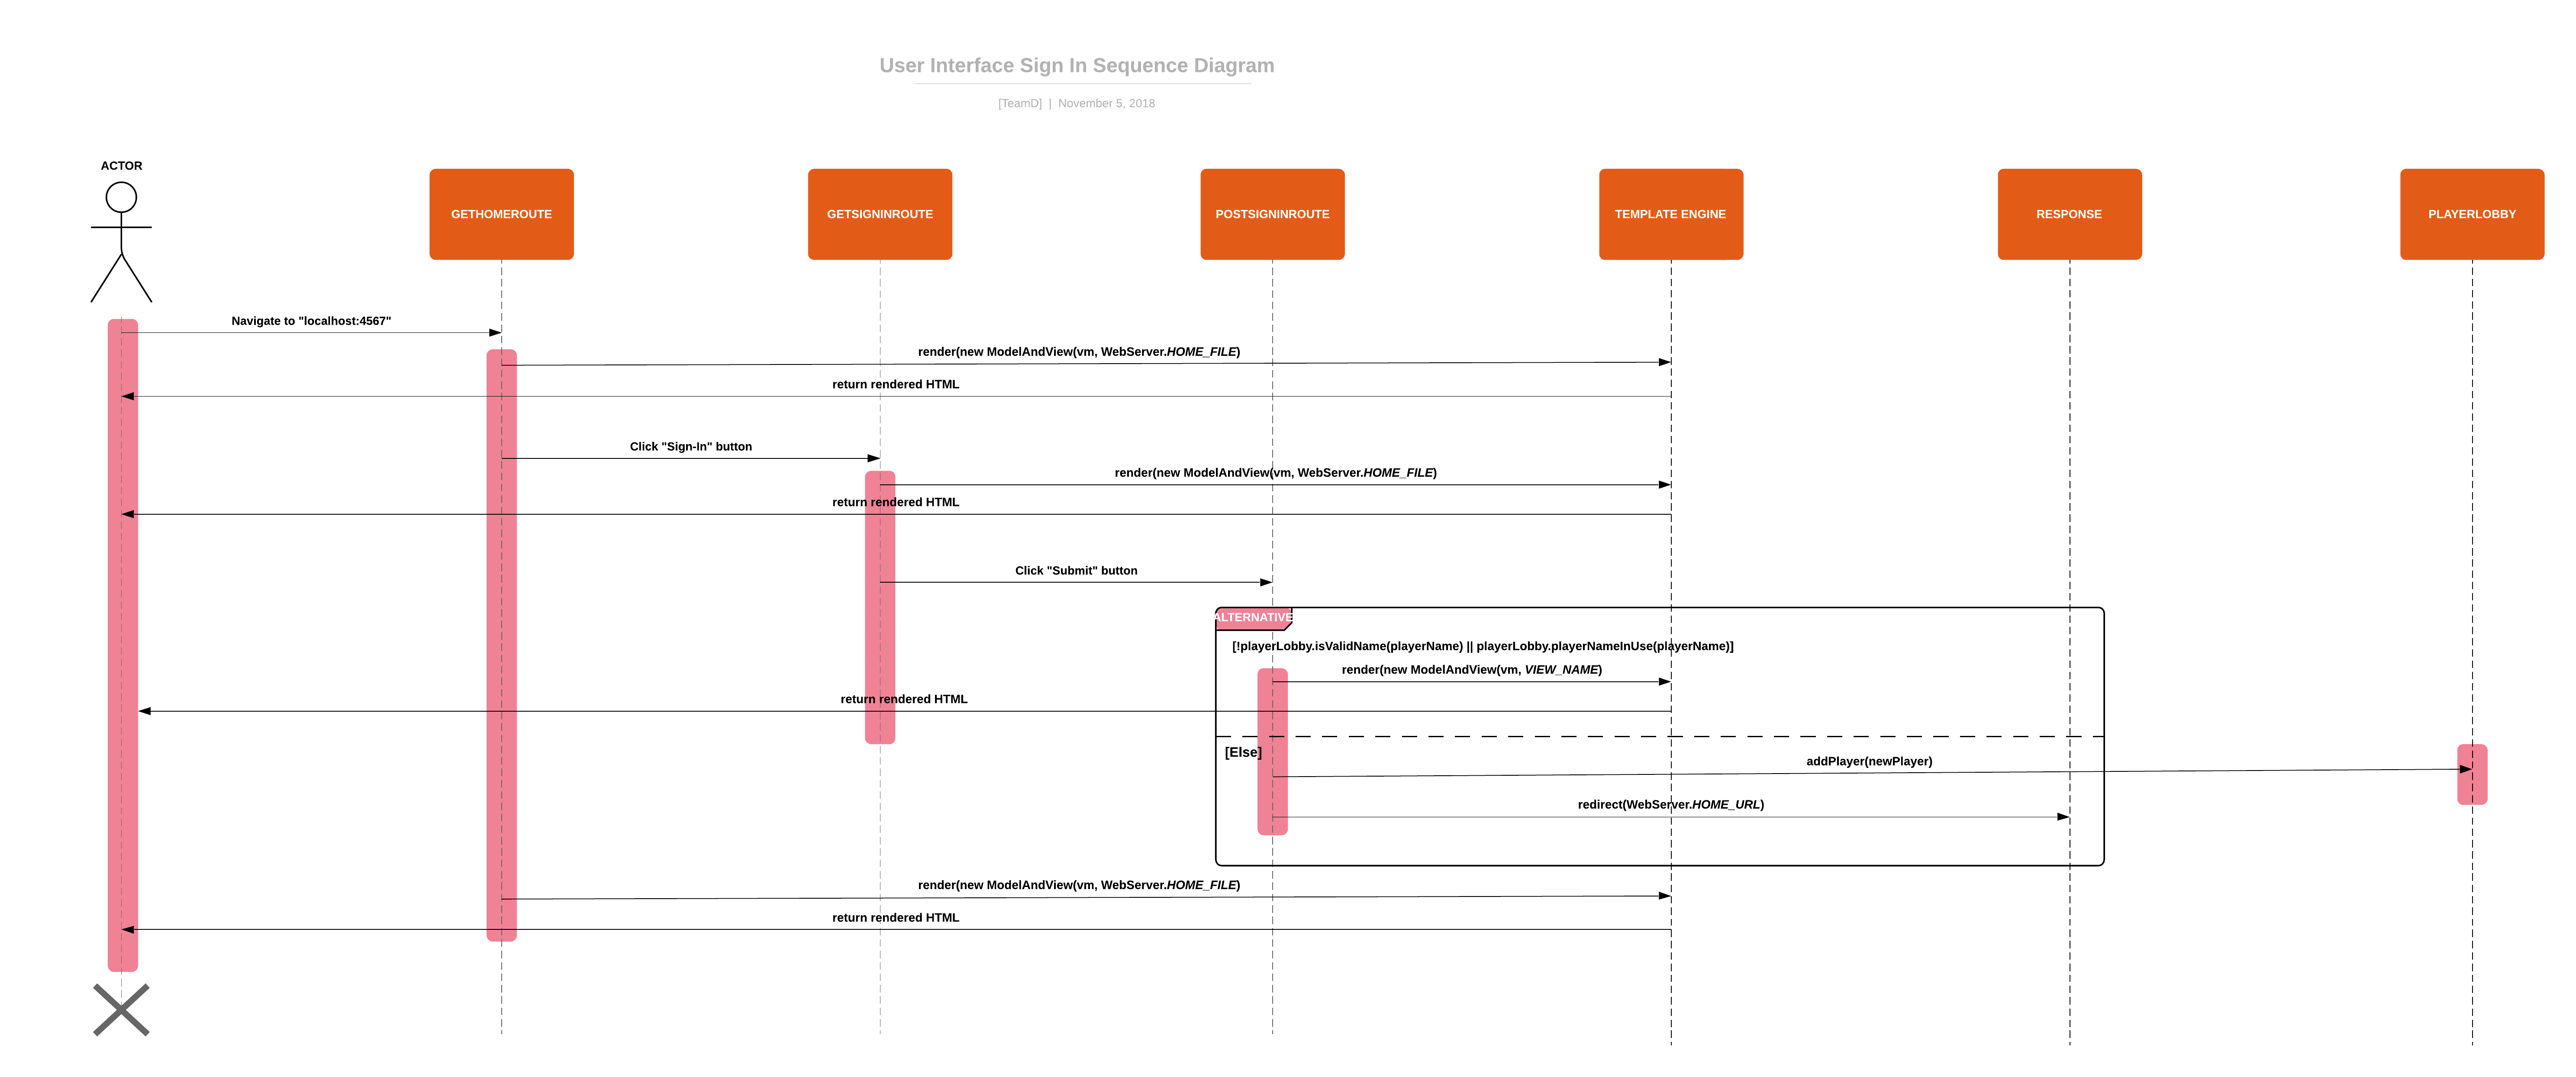 User Interface Sign In Sequence Diagram
[TeamD] | November 5, 2018
ACTOR
GETHOMEROUTE
GETSIGNINROUTE
POSTSIGNINROUTE
TEMPLATE ENGINE
RESPONSE
PLAYERLOBBY
Navigate to "localhost:4567"
render(new ModelAndView(vm, WebServer.HOME_FILE)
return rendered HTML
Click "Sign-In" button
render(new ModelAndView(vm, WebServer.HOME_FILE)
return rendered HTML
Click "Submit" button
ALTERNATIVE
[!playerLobby.isValidName(playerName) || playerLobby.playerNameInUse(playerName)]
render(new ModelAndView(vm, VIEW_NAME)
return rendered HTML
[Else]
addPlayer(newPlayer)
redirect(WebServer.HOME_URL)
render(new ModelAndView(vm, WebServer.HOME_FILE)
return rendered HTML